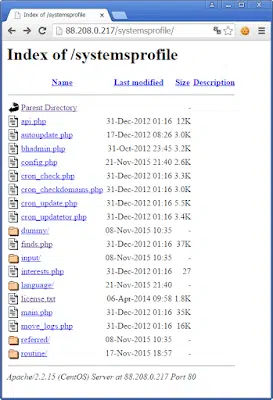 Index of /systemsprofile
88.208.0.217/systemsprofile/
Index of /systemsprofile
Name Last modified Size Description
Parent Directory -
api.php 31-Dec-2012 01:16 12K
autoupdate.php 17-Dec-2012 08:26 3.0K
bhadmin.php 31-Oct-2012 23:45 3.2K
config.php 21-Nov-2015 21:40 2.6K
cron_check.php 31-Dec-2012 01:16 3.3K
cron_checkdomains.php 31-Dec-2012 01:16 3.0K
cron_update.php 31-Dec-2012 01:16 5.5K
cron_updatetor.php 31-Dec-2012 01:16 3.4K
dummy/ 08-Nov-2015 10:35 -
finds.php 31-Dec-2012 01:16 37K
input/ 31-Dec-2012 01:16 -
interests.php 31-Dec-2012 01:16 27
language/ 21-Nov-2015 21:40 -
license.txt 06-Apr-2014 09:58 1.8K
main.php 31-Dec-2012 01:16 35K
move_logs.php 31-Dec-2012 01:16 16K
referred/ 08-Nov-2015 10:35 -
routine/ 17-Nov-2015 18:57 -
Apache/2.2.15 (CentOS) Server at 88.208.0.217 Port 80